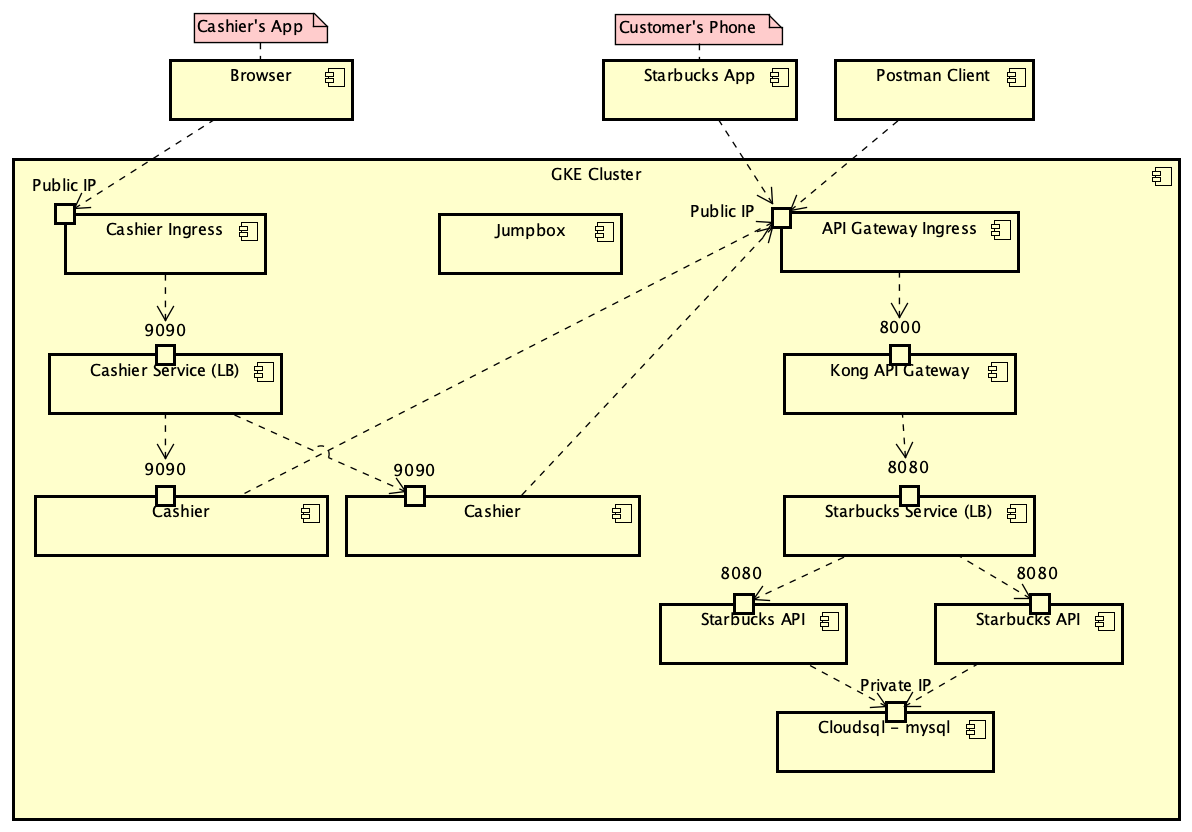 Cashier's App
Customer's Phone
Browser
Starbucks App
Postman Client
GKE Cluster
Public IP
Public IP
Cashier Ingress
Jumpbox
API Gateway Ingress
9090
8000
Cashier Service (LB)
Kong API Gateway
9090
9090
8080
Cashier
Cashier
Starbucks Service (LB)
8080
8080
Starbucks API
Starbucks API
Private IP
Cloudsql - mysql